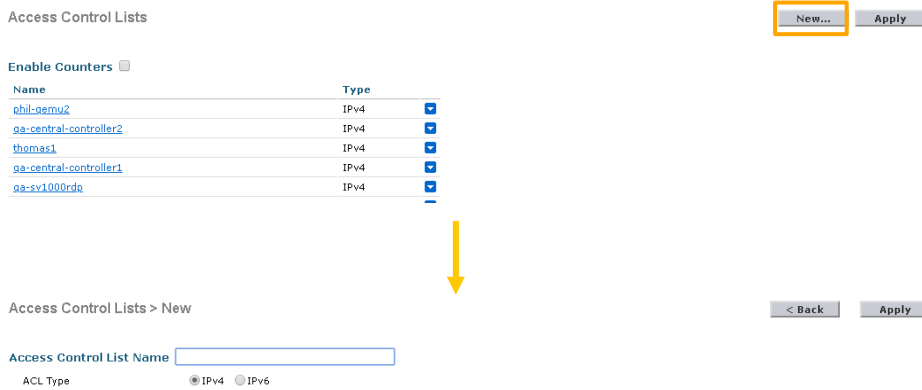 Access Control Lists
New... Apply
Enable Counters
Name Type
phil-qemu2 IPv4
qa-central-controller2 IPv4
thomas1 IPv4
qa-central-controller1 IPv4
qa-sv1000rdp IPv4
Access Control Lists > New
< Back Apply
Access Control List Name
ACL Type IPv4 IPv6